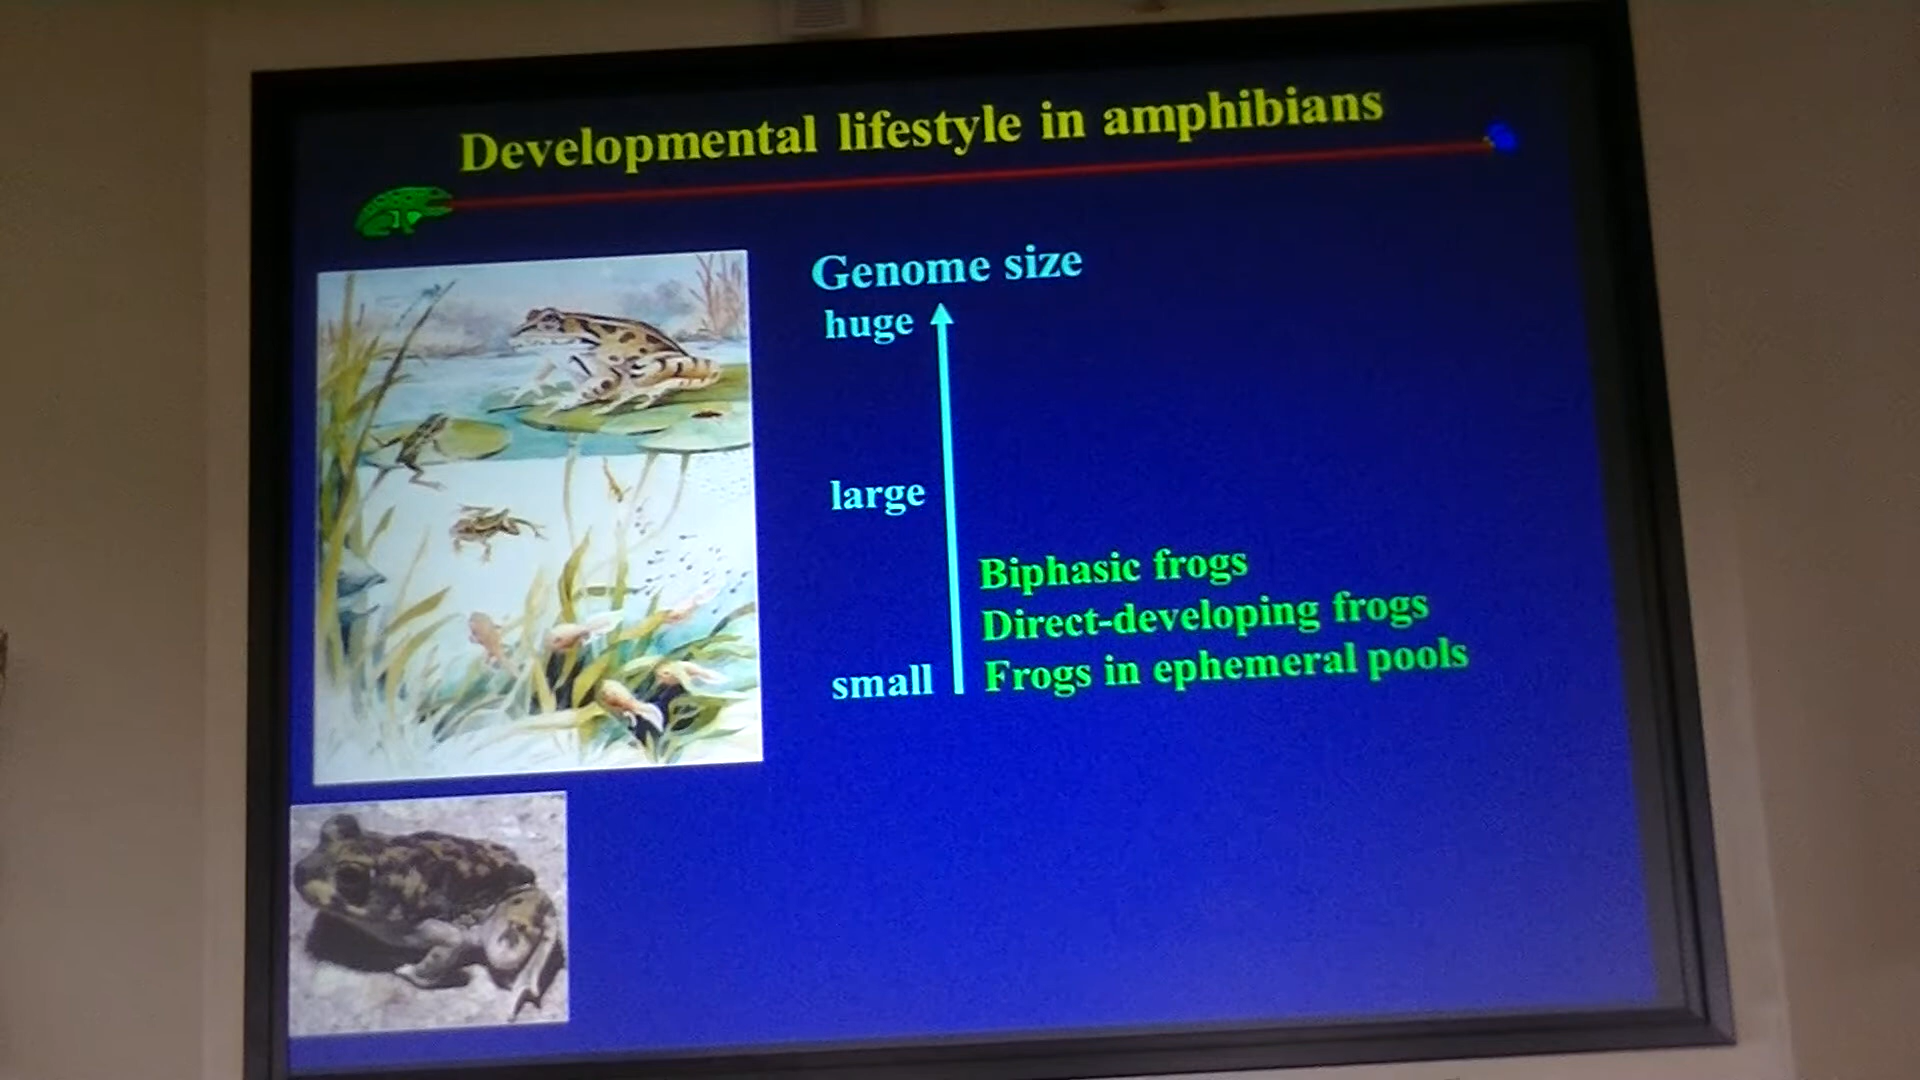 Developmental lifestyle in amphibians
Genome size
huge
large
small
Biphasic frogs
Direct-developing frogs
Frogs in ephemeral pools